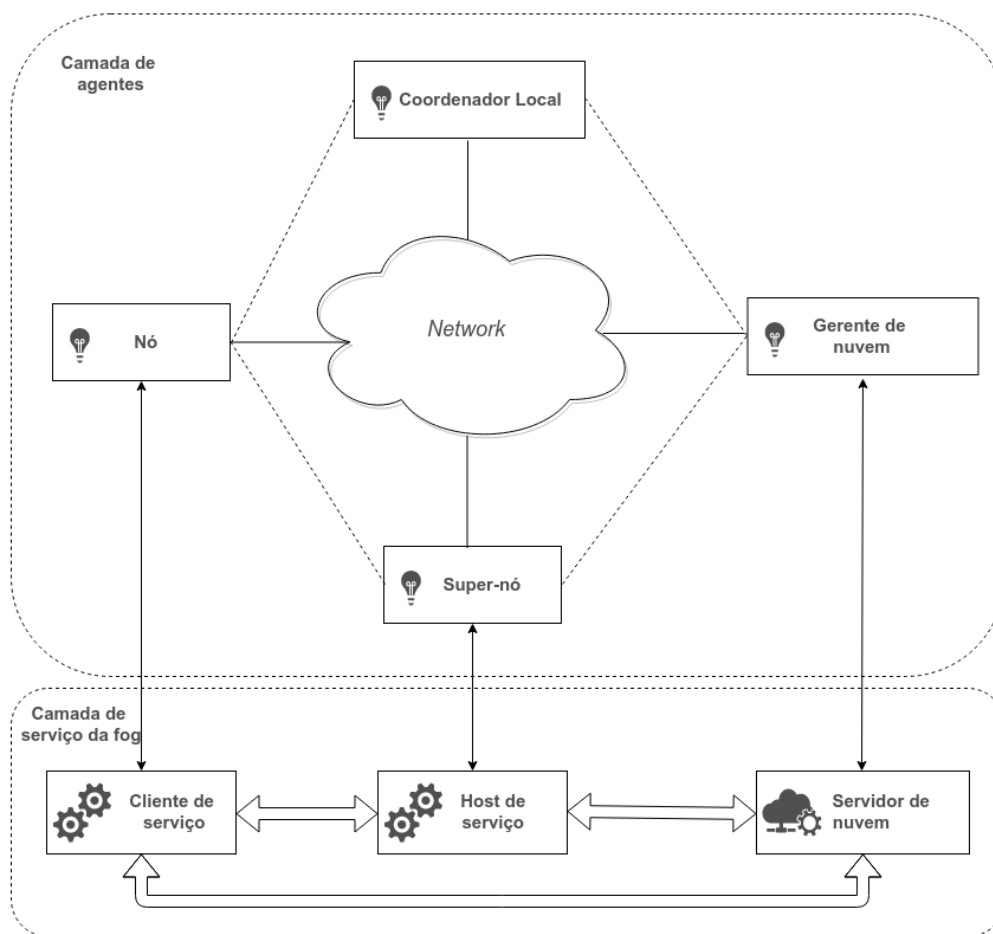 Camada de
agentes
Coordenador Local
Network
Nó
Gerente de
nuvem
Super-nó
Camada de
serviço da fog
Cliente de
serviço
Host de
serviço
Servidor de
nuvem